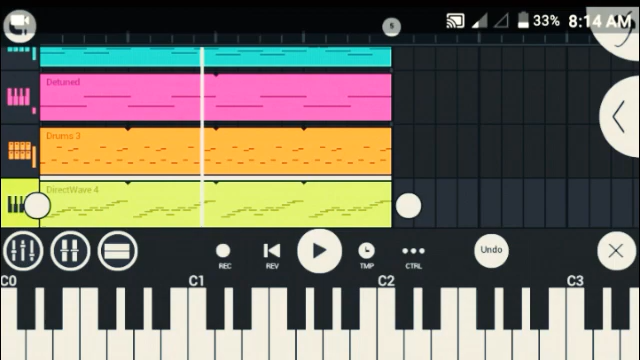 33% 8:14 AM
5
Detuned
Drums 3
DirectWave 4
REC REV TMP CTRL Undo
C0 C1 C2 C3